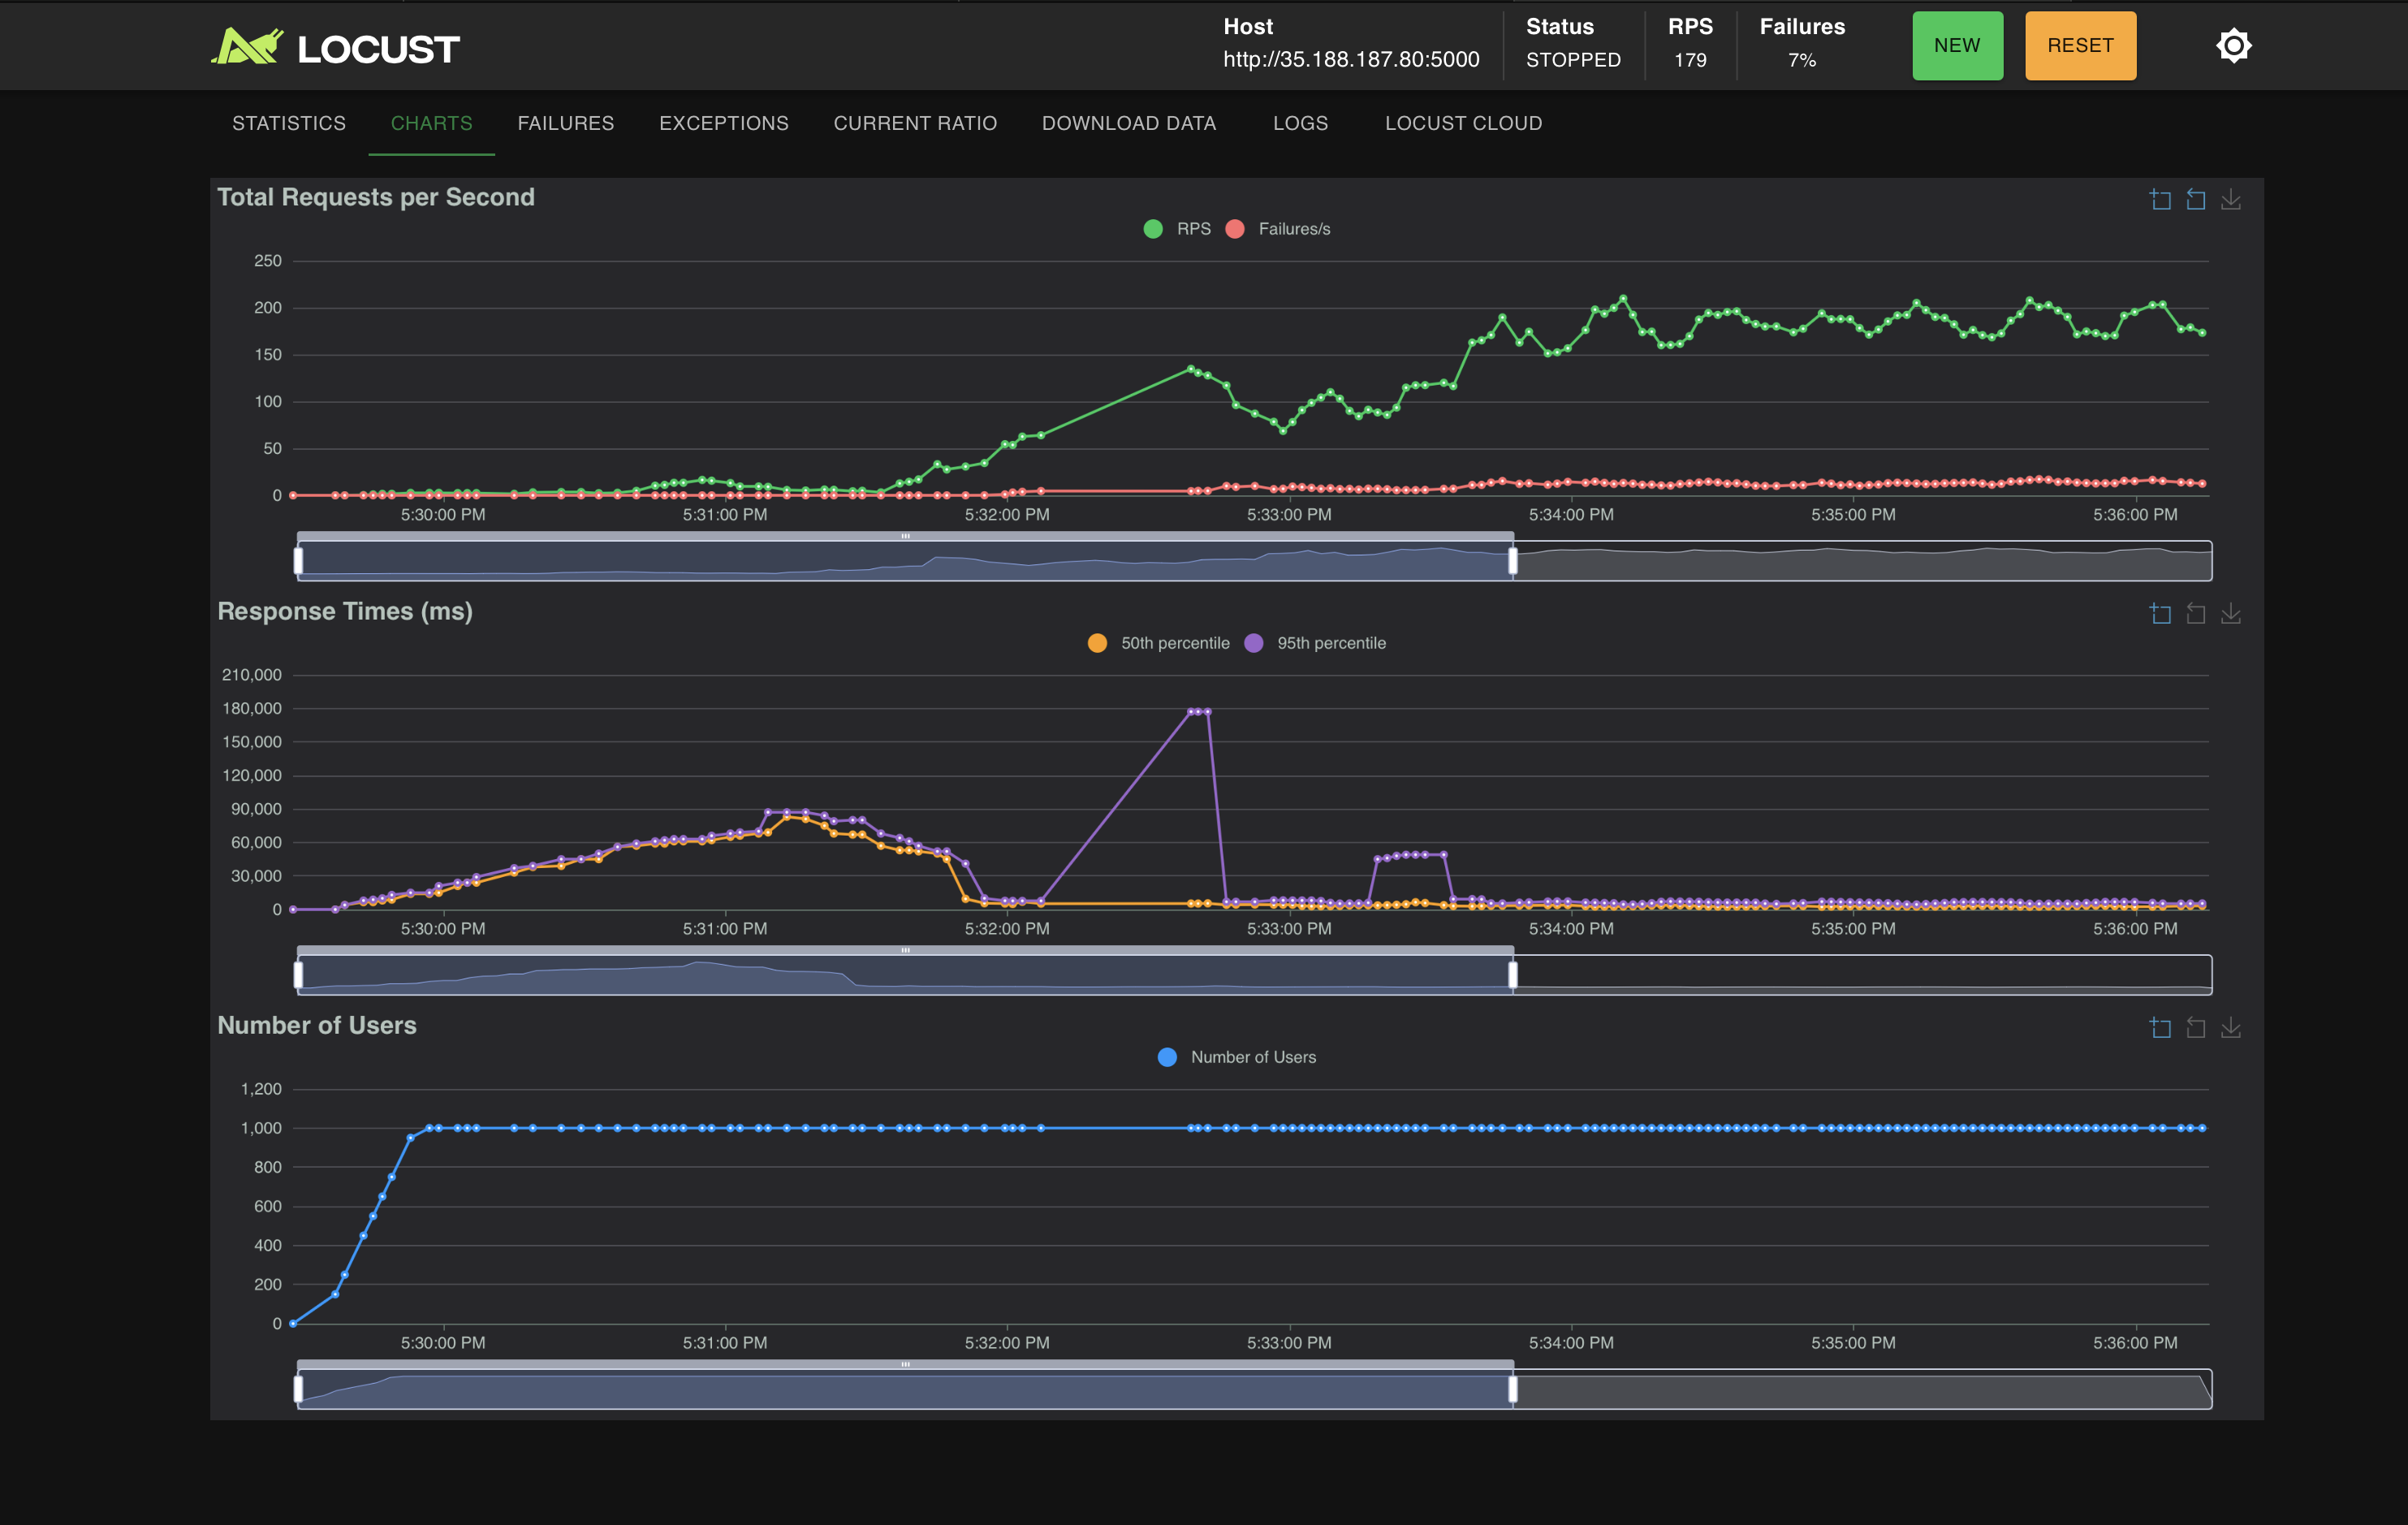 LOCUST
Host
http://35.188.187.80:5000
Status
STOPPED
RPS
179
Failures
7%
NEW
RESET
STATISTICS CHARTS FAILURES EXCEPTIONS CURRENT RATIO DOWNLOAD DATA LOGS LOCUST CLOUD
Total Requests per Second
RPS Failures/s
250
200
150
100
50
0
5:30:00 PM 5:31:00 PM 5:32:00 PM 5:33:00 PM 5:34:00 PM 5:35:00 PM 5:36:00 PM
Response Times (ms)
50th percentile 95th percentile
210,000
180,000
150,000
120,000
90,000
60,000
30,000
0
5:30:00 PM 5:31:00 PM 5:32:00 PM 5:33:00 PM 5:34:00 PM 5:35:00 PM 5:36:00 PM
Number of Users
Number of Users
1,200
1,000
800
600
400
200
0
5:30:00 PM 5:31:00 PM 5:32:00 PM 5:33:00 PM 5:34:00 PM 5:35:00 PM 5:36:00 PM